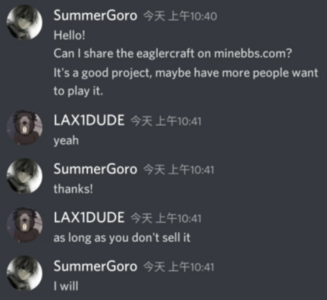 SummerGoro 今天 上午10:40
Hello!
Can I share the eaglercraft on minebbs.com?
It's a good project, maybe have more people want
to play it.
LAX1DUDE 今天 上午10:41
yeah
SummerGoro 今天 上午10:41
thanks!
LAX1DUDE 今天 上午10:41
as long as you don't sell it
SummerGoro 今天 上午10:41
I will